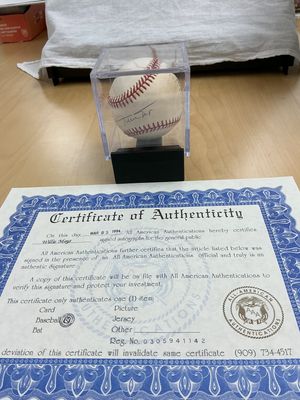 Certificate of Authenticity
On this day MAR 03 1994, All American Authentications hereby certifies
Willie Mays signed autographs for the general public.
All American Authentications further certifies that the article listed below was
signed in the presence of an All American Authentications official and truly is an
authentic signature.
A copy of this certificate will be on file with All American Authentications to
verify this signature and protect your investment.
This certificate only authenticates one (1) item:
Card Picture
Baseball Jersey
Bat Other
Reg. No. 0305941142
deviation of this certificate will invalidate same certificate (909) 734-4517
ALL AMERICAN
AUTHENTICATIONS